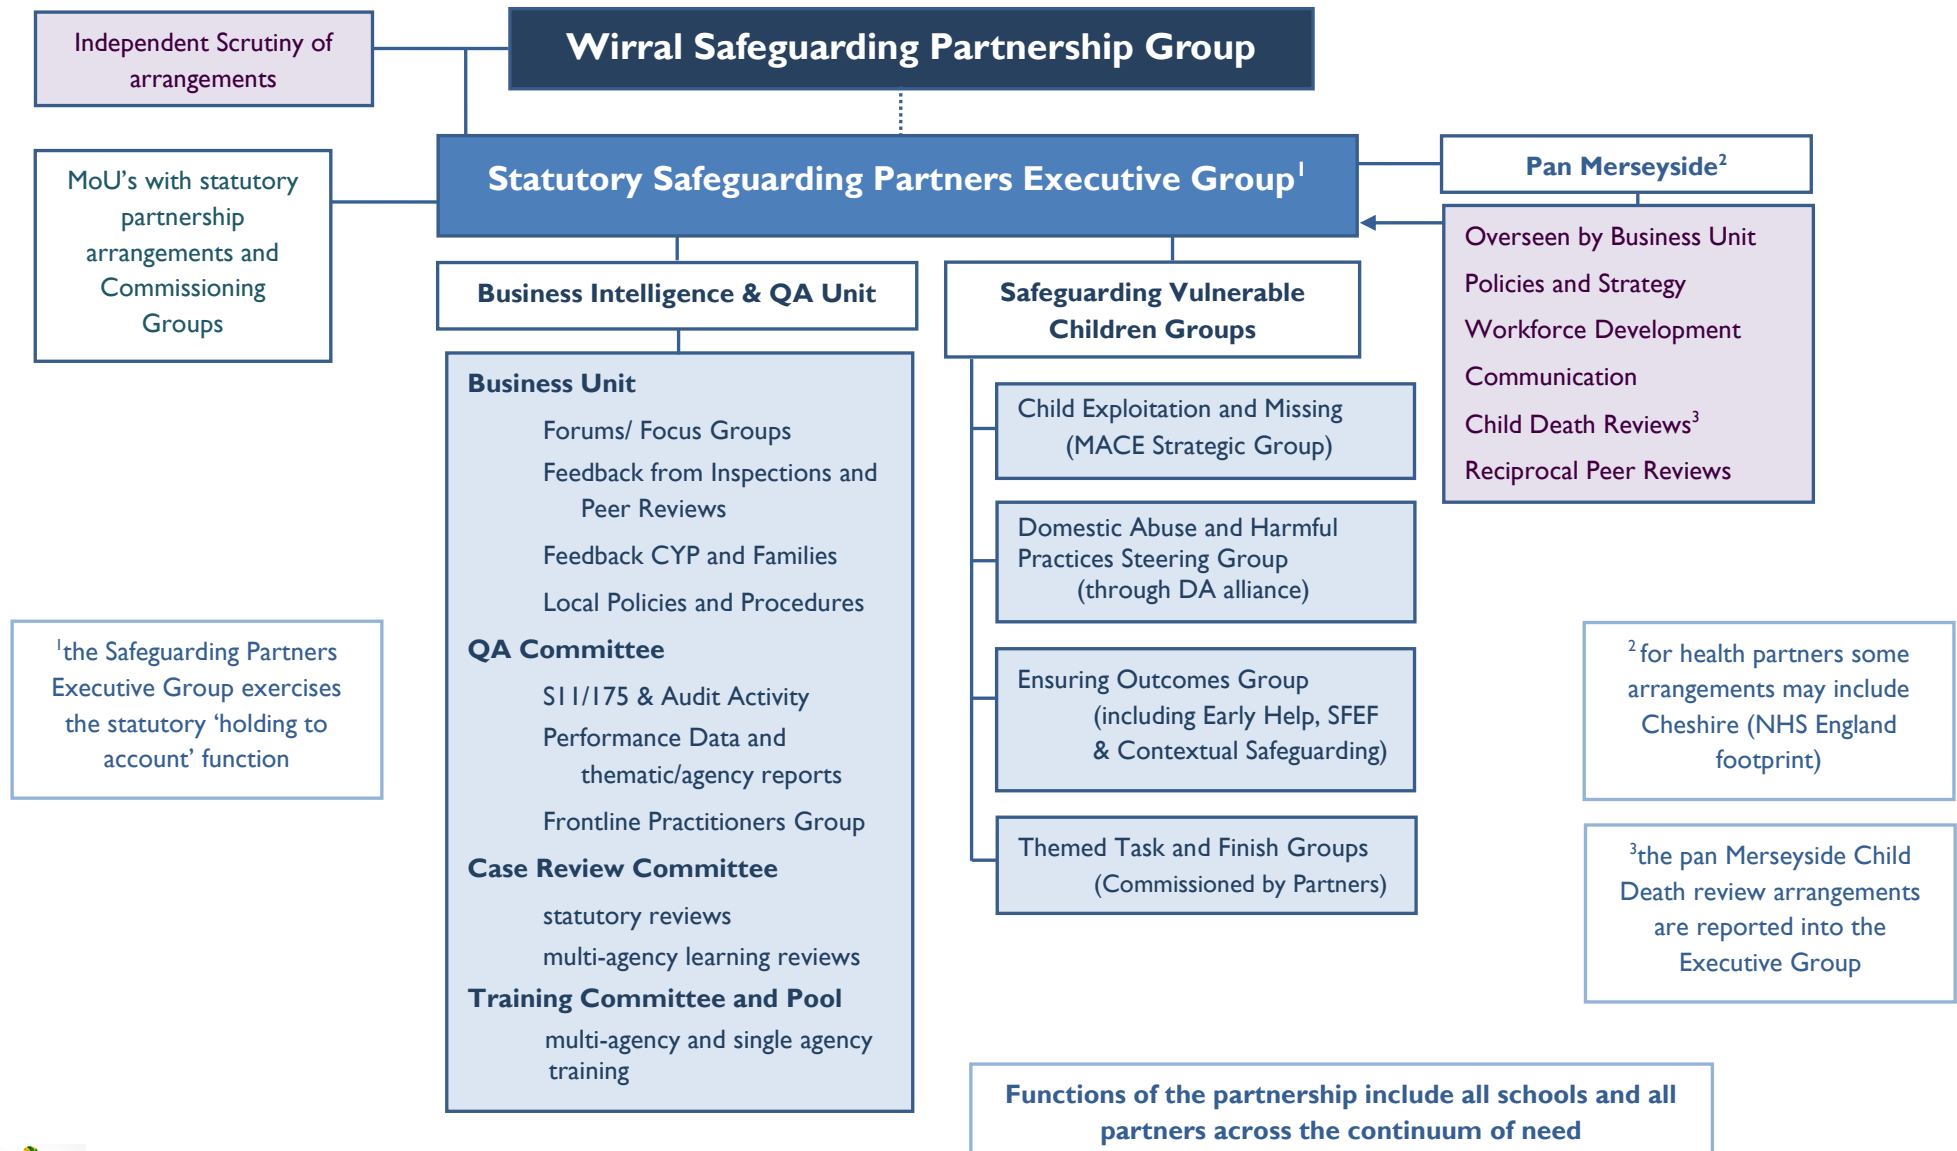 Independent Scrutiny of
arrangements
Wirral Safeguarding Partnership Group
MoU's with statutory
partnership
arrangements and
Commissioning
Groups
Statutory Safeguarding Partners Executive Group¹
Pan Merseyside²
Overseen by Business Unit
Policies and Strategy
Workforce Development
Communication
Child Death Reviews³
Reciprocal Peer Reviews
Business Intelligence & QA Unit
Business Unit
Forums/ Focus Groups
Feedback from Inspections and
Peer Reviews
Feedback CYP and Families
Local Policies and Procedures
QA Committee
S11/175 & Audit Activity
Performance Data and
thematic/agency reports
Frontline Practitioners Group
Case Review Committee
statutory reviews
multi-agency learning reviews
Training Committee and Pool
multi-agency and single agency
training
Safeguarding Vulnerable
Children Groups
Child Exploitation and Missing
(MACE Strategic Group)
Domestic Abuse and Harmful
Practices Steering Group
(through DA alliance)
Ensuring Outcomes Group
(including Early Help, SFEF
& Contextual Safeguarding)
Themed Task and Finish Groups
(Commissioned by Partners)
¹the Safeguarding Partners
Executive Group exercises
the statutory ‘holding to
account’ function
² for health partners some
arrangements may include
Cheshire (NHS England
footprint)
³the pan Merseyside Child
Death review arrangements
are reported into the
Executive Group
Functions of the partnership include all schools and all
partners across the continuum of need